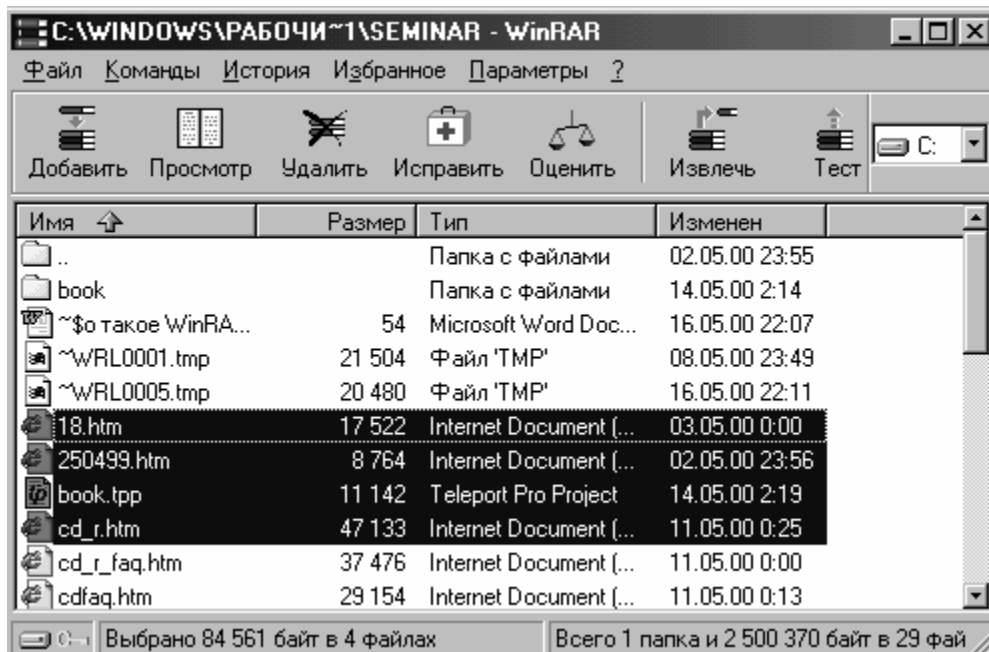 C:\WINDOWS\РАБОЧИ~1\SEMINAR - WinRAR
Файл Команды История Избранное Параметры ?
Добавить Просмотр Удалить Исправить Оценить Извлечь Тест C:
Имя Размер Тип Изменен
.. Папка с файлами 02.05.00 23:55
book Папка с файлами 14.05.00 2:14
~$о такое WinRA... 54 Microsoft Word Doc... 16.05.00 22:07
~WRL0001.tmp 21 504 Файл 'TMP' 08.05.00 23:49
~WRL0005.tmp 20 480 Файл 'TMP' 16.05.00 22:11
18.htm 17 522 Internet Document (... 03.05.00 0:00
250499.htm 8 764 Internet Document (... 02.05.00 23:56
book.tpp 11 142 Teleport Pro Project 14.05.00 2:19
cd_r.htm 47 133 Internet Document (... 11.05.00 0:25
cd_r_faq.htm 37 476 Internet Document (... 11.05.00 0:00
cdfaq.htm 29 154 Internet Document (... 11.05.00 0:13
Выбрано 84 561 байт в 4 файлах Всего 1 папка и 2 500 370 байт в 29 фай